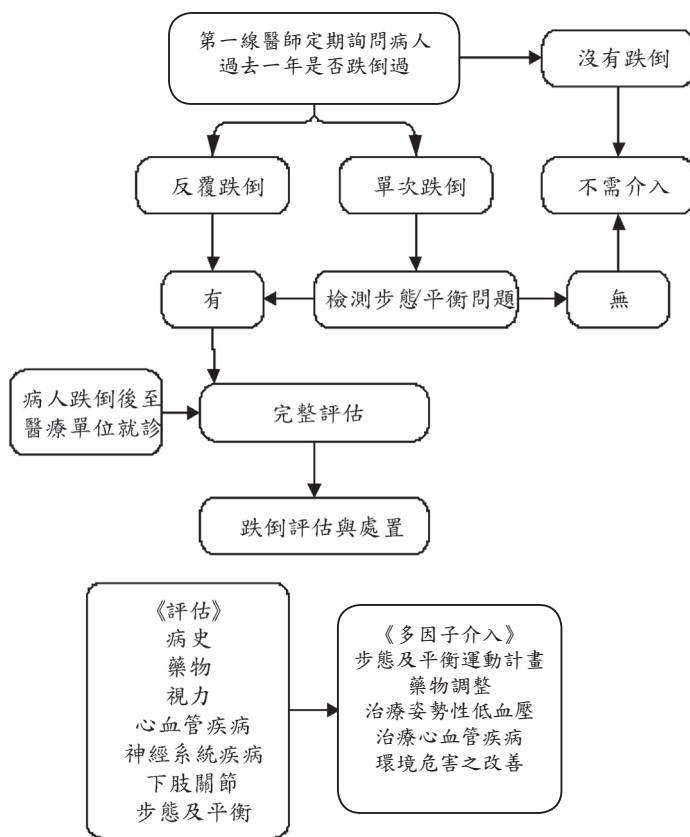 第一線醫師定期詢問病人
過去一年是否跌倒過
沒有跌倒
反覆跌倒
單次跌倒
不需介入
有
檢測步態/平衡問題
無
病人跌倒後至
醫療單位就診
完整評估
跌倒評估與處置
《評估》
病史
藥物
視力
心血管疾病
神經系統疾病
下肢關節
步態及平衡
《多因子介入》
步態及平衡運動計畫
藥物調整
治療姿勢性低血壓
治療心血管疾病
環境危害之改善